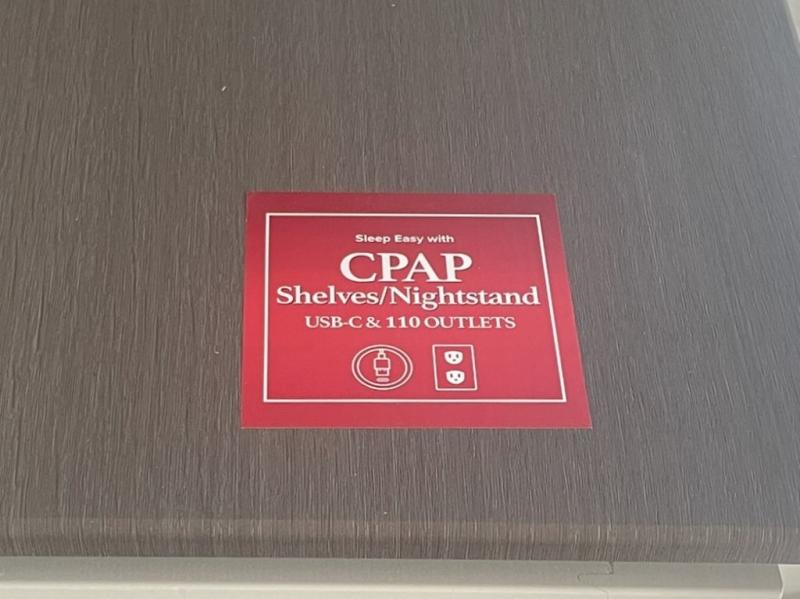 Sleep Easy with
CPAP
Shelves/Nightstand
USB-C & 110 OUTLETS